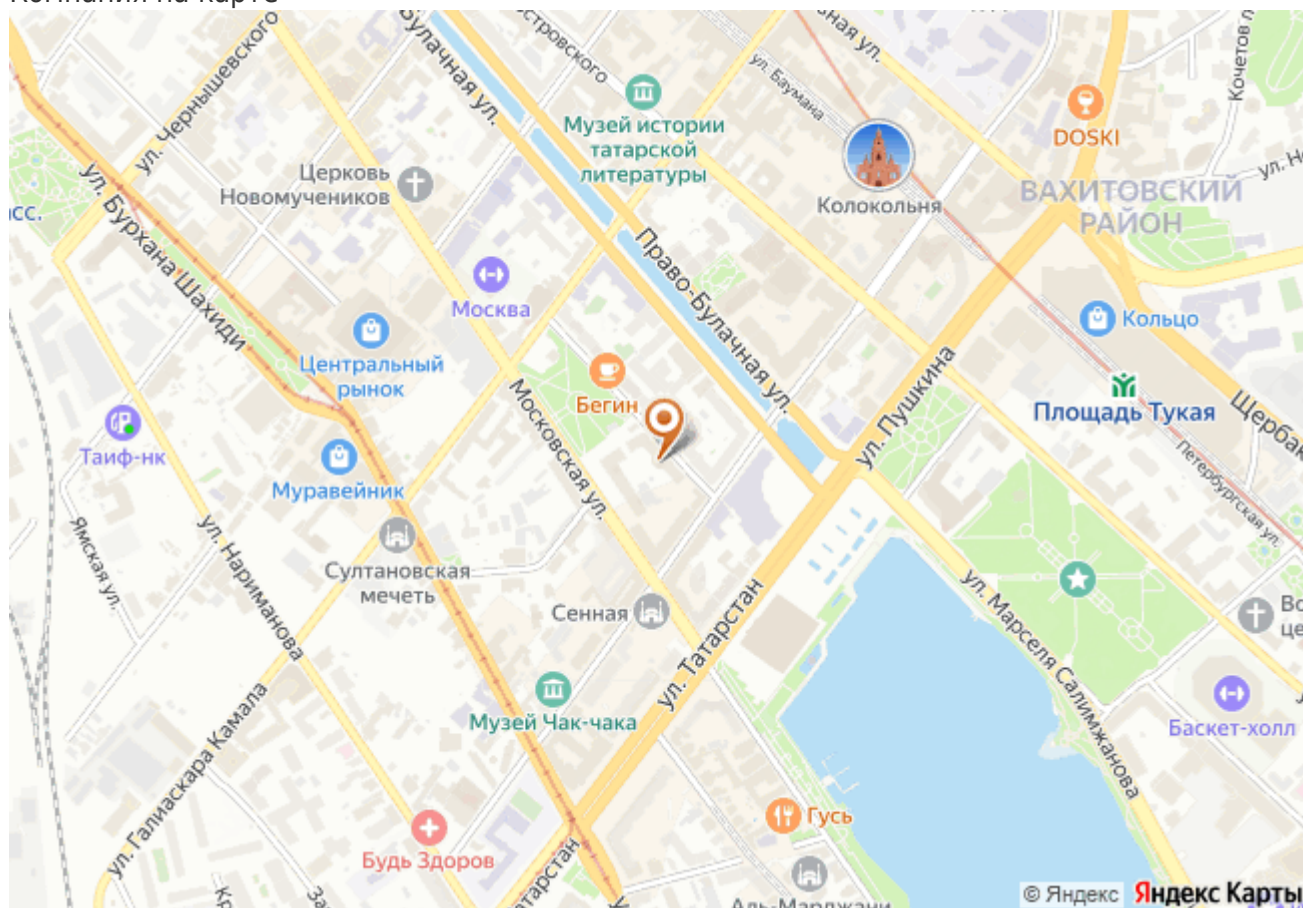 Компания на карте
ул. Чернышевского
Булачная ул.
Островского
ул. Баумана
Музей истории
татарской
литературы
DOSKI
Кочетов п
Церковь
Новомучеников
Колокольня
ВАХИТОВСКИЙ
РАЙОН
ул. Бурхана Шахиди
Право-Булачная ул.
Москва
Кольцо
Центральный
рынок
Бегин
ул. Пушкина
Площадь Тукая
Таиф-нк
Московская ул.
Муравейник
Петербургская ул.
Ямская ул.
ул. Нариманова
Султановская
мечеть
Сенная
ул. Татарстан
ул. Марселя Салимжанова
Музей Чак-чака
Баскет-холл
ул. Галиаскара Камала
Гусь
Будь Здоров
© Яндекс Яндекс Карты